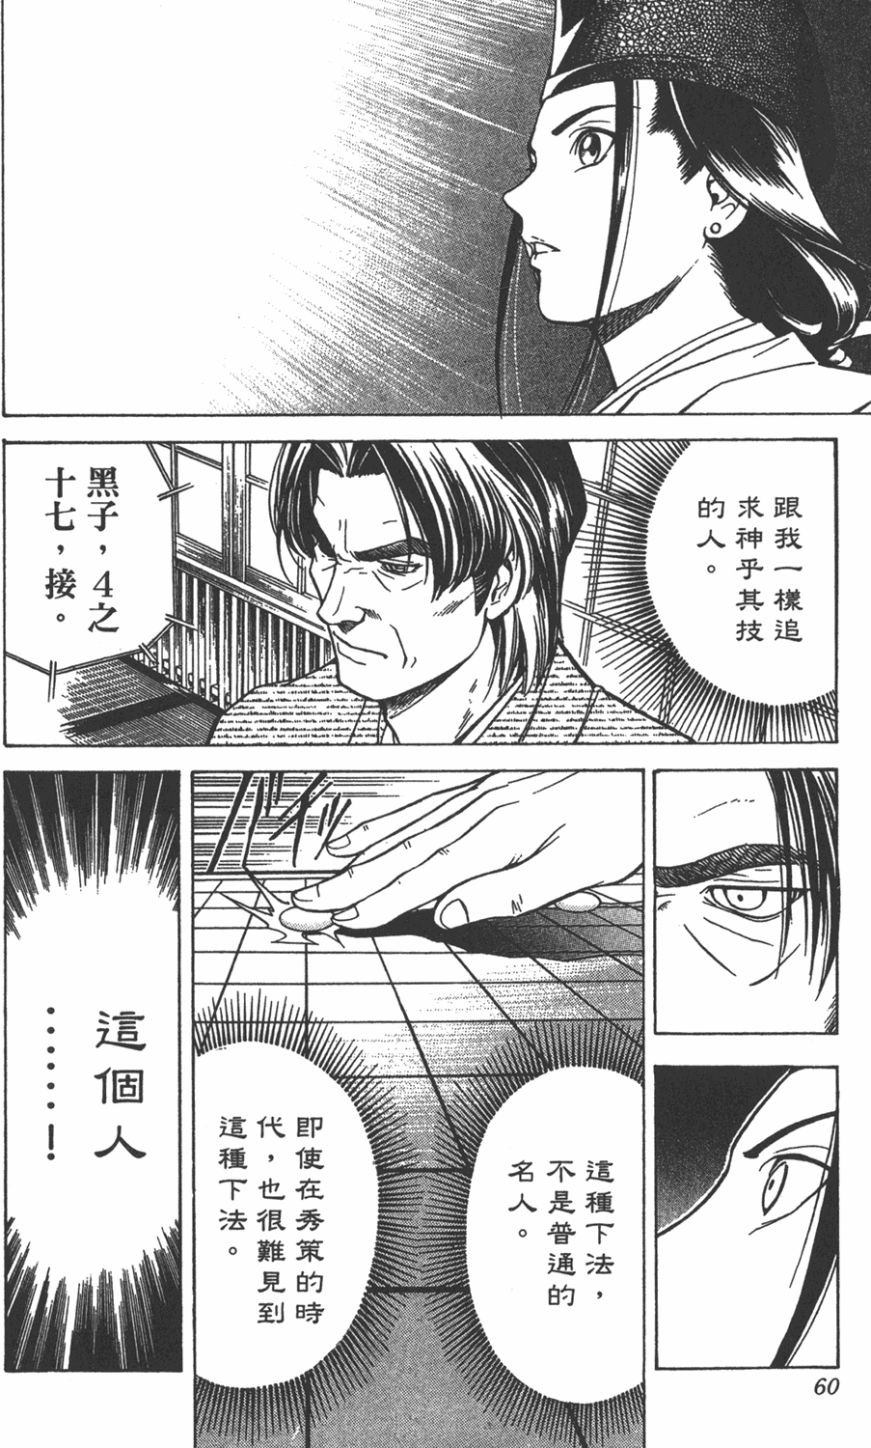 跟我一樣追
求神乎其技
的人。
黑子，4之
十七，接。
這種下法，
不是普通的
名人。
即使在秀策的時
代，也很難見到
這種下法。
這個人
⋯⋯！
60